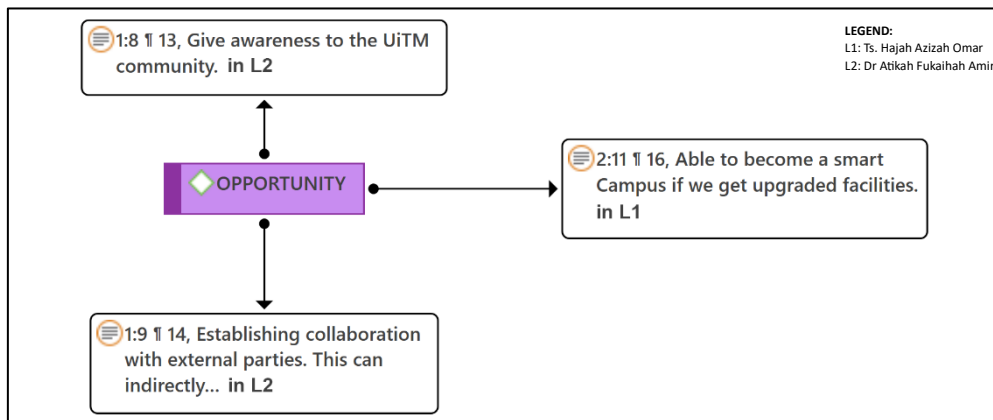 1:8 ¶ 13, Give awareness to the UiTM
community. in L2
LEGEND:
L1: Ts. Hajah Azizah Omar
L2: Dr Atikah Fukaihah Amir
OPPORTUNITY
2:11 ¶ 16, Able to become a smart
Campus if we get upgraded facilities.
in L1
1:9 ¶ 14, Establishing collaboration
with external parties. This can
indirectly... in L2